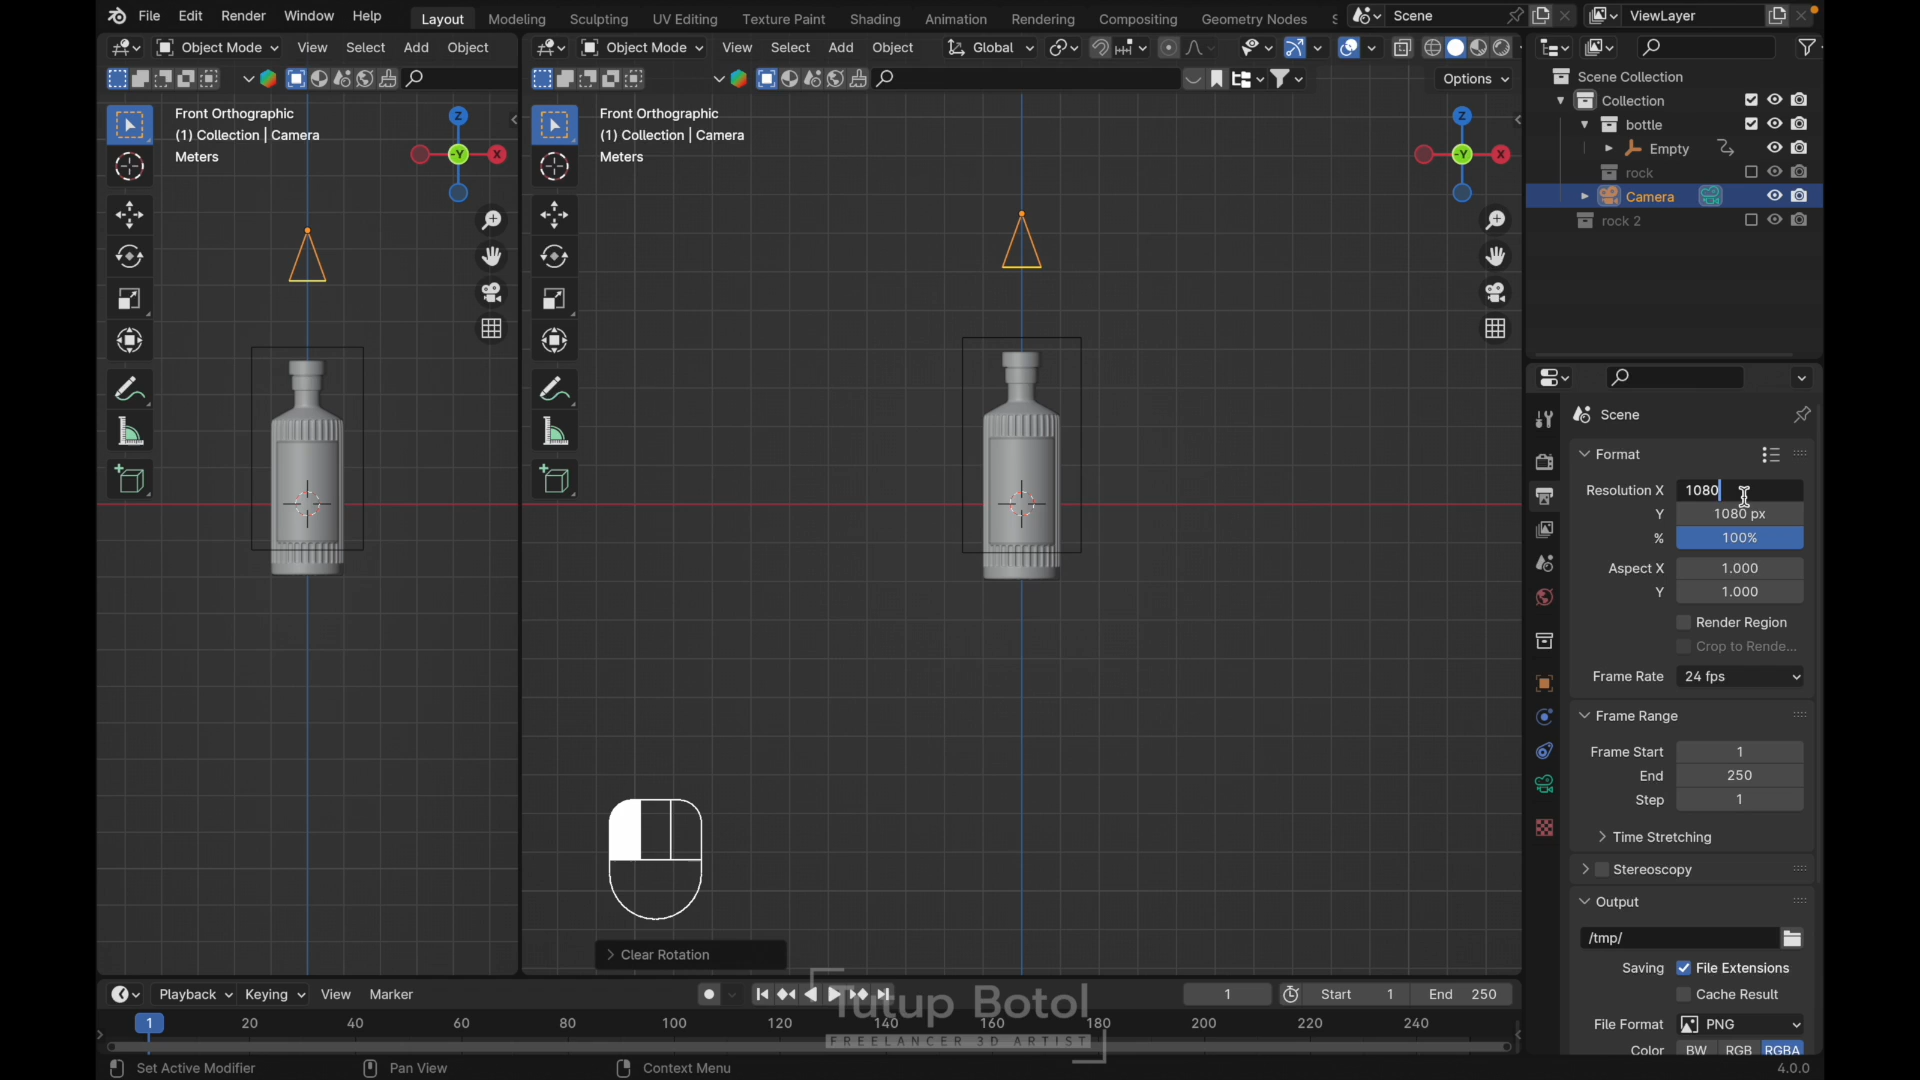 File Edit Render Window Help Layout Modeling Sculpting UV Editing Texture Paint Shading Animation Rendering Compositing Geometry Nodes Scene ViewLayer
Object Mode View Select Add Object
Object Mode View Select Add Object Global
Options
Front Orthographic
(1) Collection | Camera
Meters
Z
-Y
X
Front Orthographic
(1) Collection | Camera
Meters
Z
-Y
X
Clear Rotation
Scene Collection
Collection
bottle
Empty
rock
Camera
rock 2
Scene
Format
Resolution X 1080
Y 1080 px
% 100%
Aspect X 1.000
Y 1.000
Render Region
Crop to Rende...
Frame Rate 24 fps
Frame Range
Frame Start 1
End 250
Step 1
Time Stretching
Stereoscopy
Output
/tmp/
Saving File Extensions
Cache Result
File Format PNG
Color BW RGB RGBA
Playback Keying View Marker 1 Start 1 End 250
1 20 40 60 80 100 120 140 160 180 200 220 240
Tutup Botol
FREELANCER 3D ARTIST
Set Active Modifier Pan View Context Menu 4.0.0